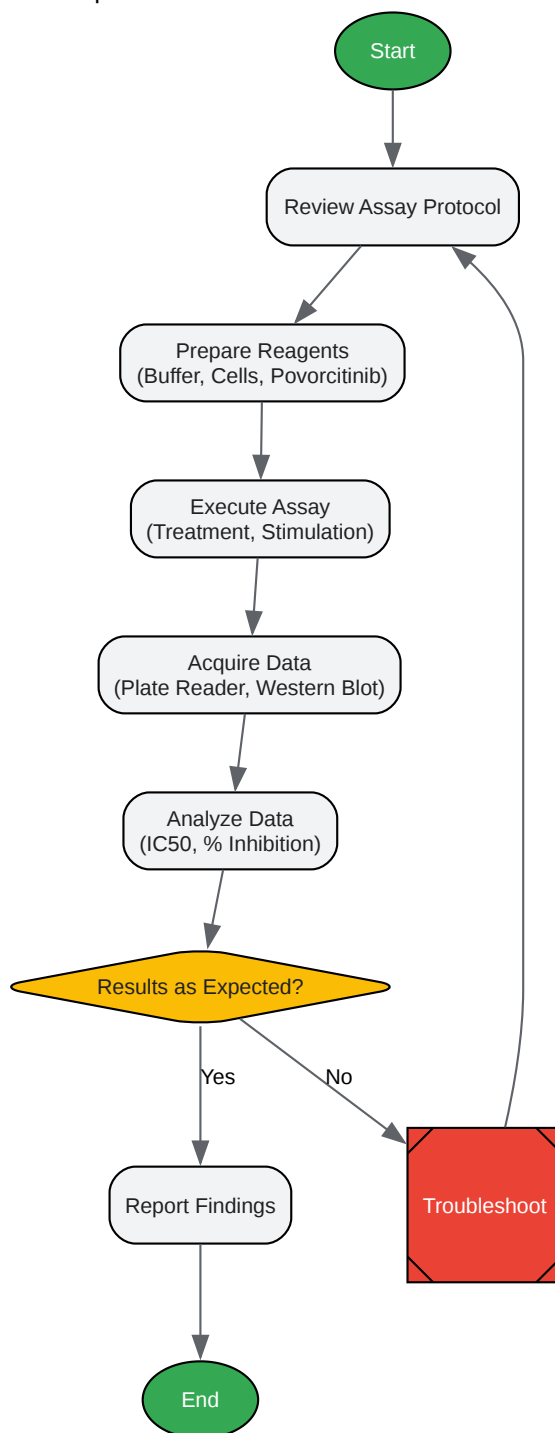 Start
Review Assay Protocol
Prepare Reagents
(Buffer, Cells, Povorcitinib)
Execute Assay
(Treatment, Stimulation)
Acquire Data
(Plate Reader, Western Blot)
Analyze Data
(IC50, % Inhibition)
Results as Expected?
Yes
No
Report Findings
Troubleshoot
End